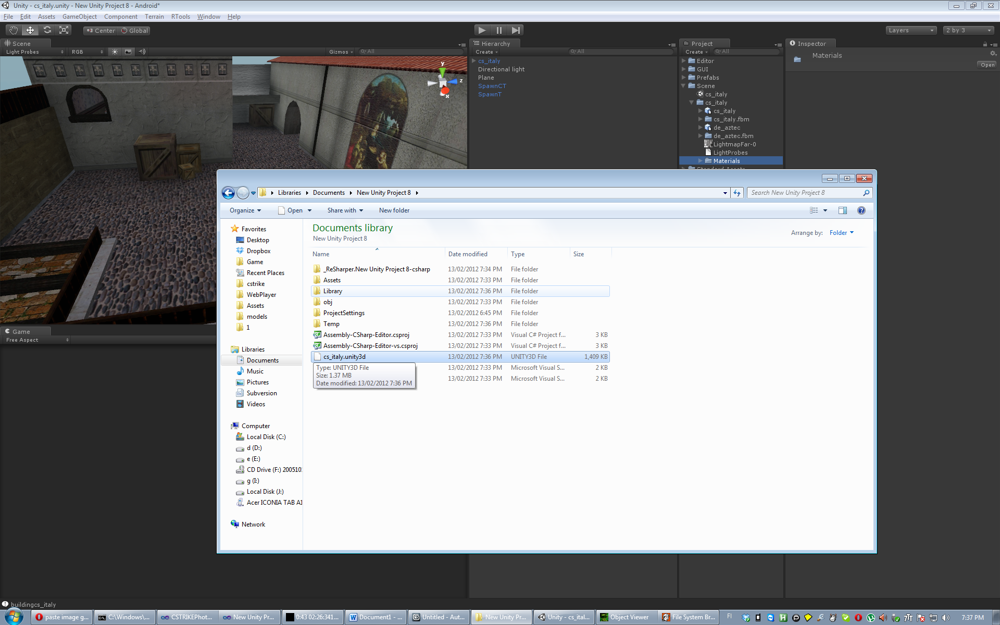 Unity - cs_italy.unity - New Unity Project 8 - Android*
File Edit Assets GameObject Component Terrain RTools Window Help
Center Global
Layers 2 by 3
Scene
Light Probes RGB Gizmos All
y
z
x
Hierarchy
Create All
cs_italy
Directional light
Plane
SpawnCT
SpawnT
Project
Create All
Editor
GUI
Prefabs
Scene
cs_italy
cs_italy
cs_italy
cs_italy.fbm
de_aztec
de_aztec.fbm
LightmapFar-0
LightProbes
Materials
Inspector
Materials
Open
Game
Free Aspect
Libraries Documents New Unity Project 8
Search New Unity Project 8
Organize Open Share with New folder
Favorites
Desktop
Dropbox
Game
Recent Places
cstrike
WebPlayer
Assets
models
1
Libraries
Documents
Music
Pictures
Subversion
Videos
Computer
Local Disk (C:)
d (D:)
e (E:)
CD Drive (F:) 20051
g (I:)
Local Disk (J:)
Acer ICONIA TAB A1
Network
Documents library
New Unity Project 8
Arrange by: Folder
Name Date modified Type Size
_ReSharper.New Unity Project 8-csharp 13/02/2012 7:34 PM File folder
Assets 13/02/2012 7:33 PM File folder
Library 13/02/2012 7:36 PM File folder
obj 13/02/2012 7:33 PM File folder
ProjectSettings 13/02/2012 6:45 PM File folder
Temp 13/02/2012 7:36 PM File folder
Assembly-CSharp-Editor.csproj 13/02/2012 7:33 PM Visual C# Project f... 3 KB
Assembly-CSharp-Editor-vs.csproj 13/02/2012 7:33 PM Visual C# Project f... 3 KB
cs_italy.unity3d 13/02/2012 7:36 PM UNITY3D File 1,409 KB
13/02/2012 7:33 PM Microsoft Visual S... 2 KB
13/02/2012 7:33 PM Microsoft Visual S... 2 KB
Type: UNITY3D File
Size: 1.37 MB
Date modified: 13/02/2012 7:36 PM
buildingcs_italy
paste image g... C:\Windows\... CSTRIKEPhot... New Unity Pr... 0:43 02:26:341... Document1 - ... Untitled - Aut... New Unity Pr... Unity - cs_ital... Object Viewer File System Br... FI 7:37 PM